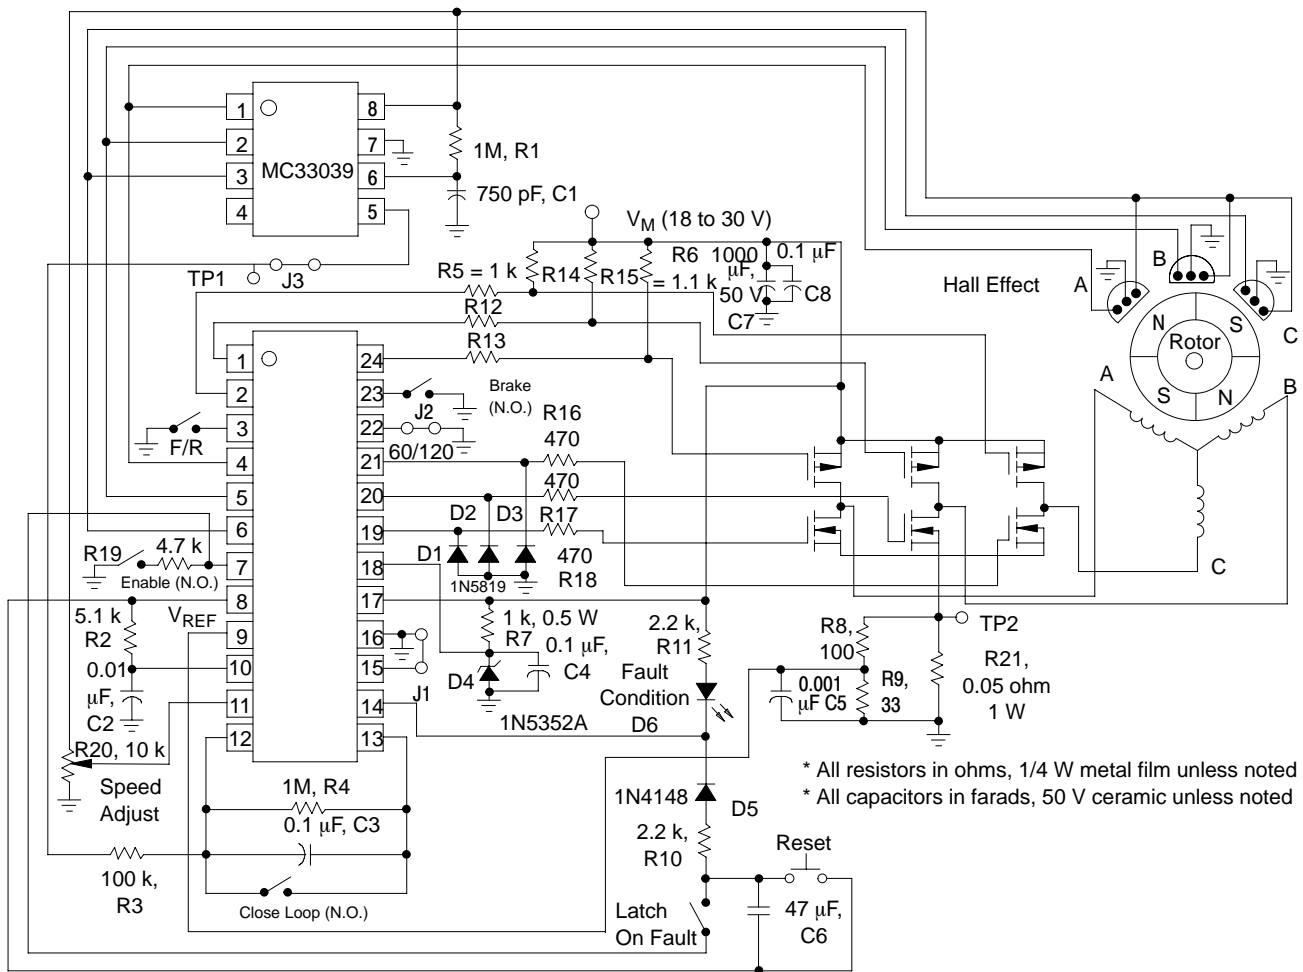 1
8
2
7
MC33039
3
6
4
5
1M, R1
750 pF, C1
V_M (18 to 30 V)
TP1
J3
R5 = 1 k
R14
R15
R6
= 1.1 k
1000
μF,
50 V
C7
0.1 μF
C8
R12
R13
Hall Effect
A
B
C
N
S
Rotor
S
N
A
B
C
1
24
2
23
3
22
4
21
5
20
6
19
7
18
8
17
9
16
10
15
11
14
12
13
Brake
(N.O.)
J2
60/120
F/R
R16
470
470
R17
470
R18
D2
D3
D1
1N5819
R19
4.7 k
Enable (N.O.)
5.1 k
R2
V_REF
0.01
μF,
C2
1 k, 0.5 W
R7
0.1 μF,
C4
D4
J1
1N5352A
2.2 k,
R11
Fault
Condition
D6
R8,
100
TP2
R21,
0.05 ohm
1 W
0.001
μF C5
R9,
33
R20, 10 k
Speed
Adjust
1M, R4
0.1 μF, C3
100 k,
R3
Close Loop (N.O.)
1N4148
D5
2.2 k,
R10
Reset
Latch
On Fault
47 μF,
C6
* All resistors in ohms, 1/4 W metal film unless noted
* All capacitors in farads, 50 V ceramic unless noted